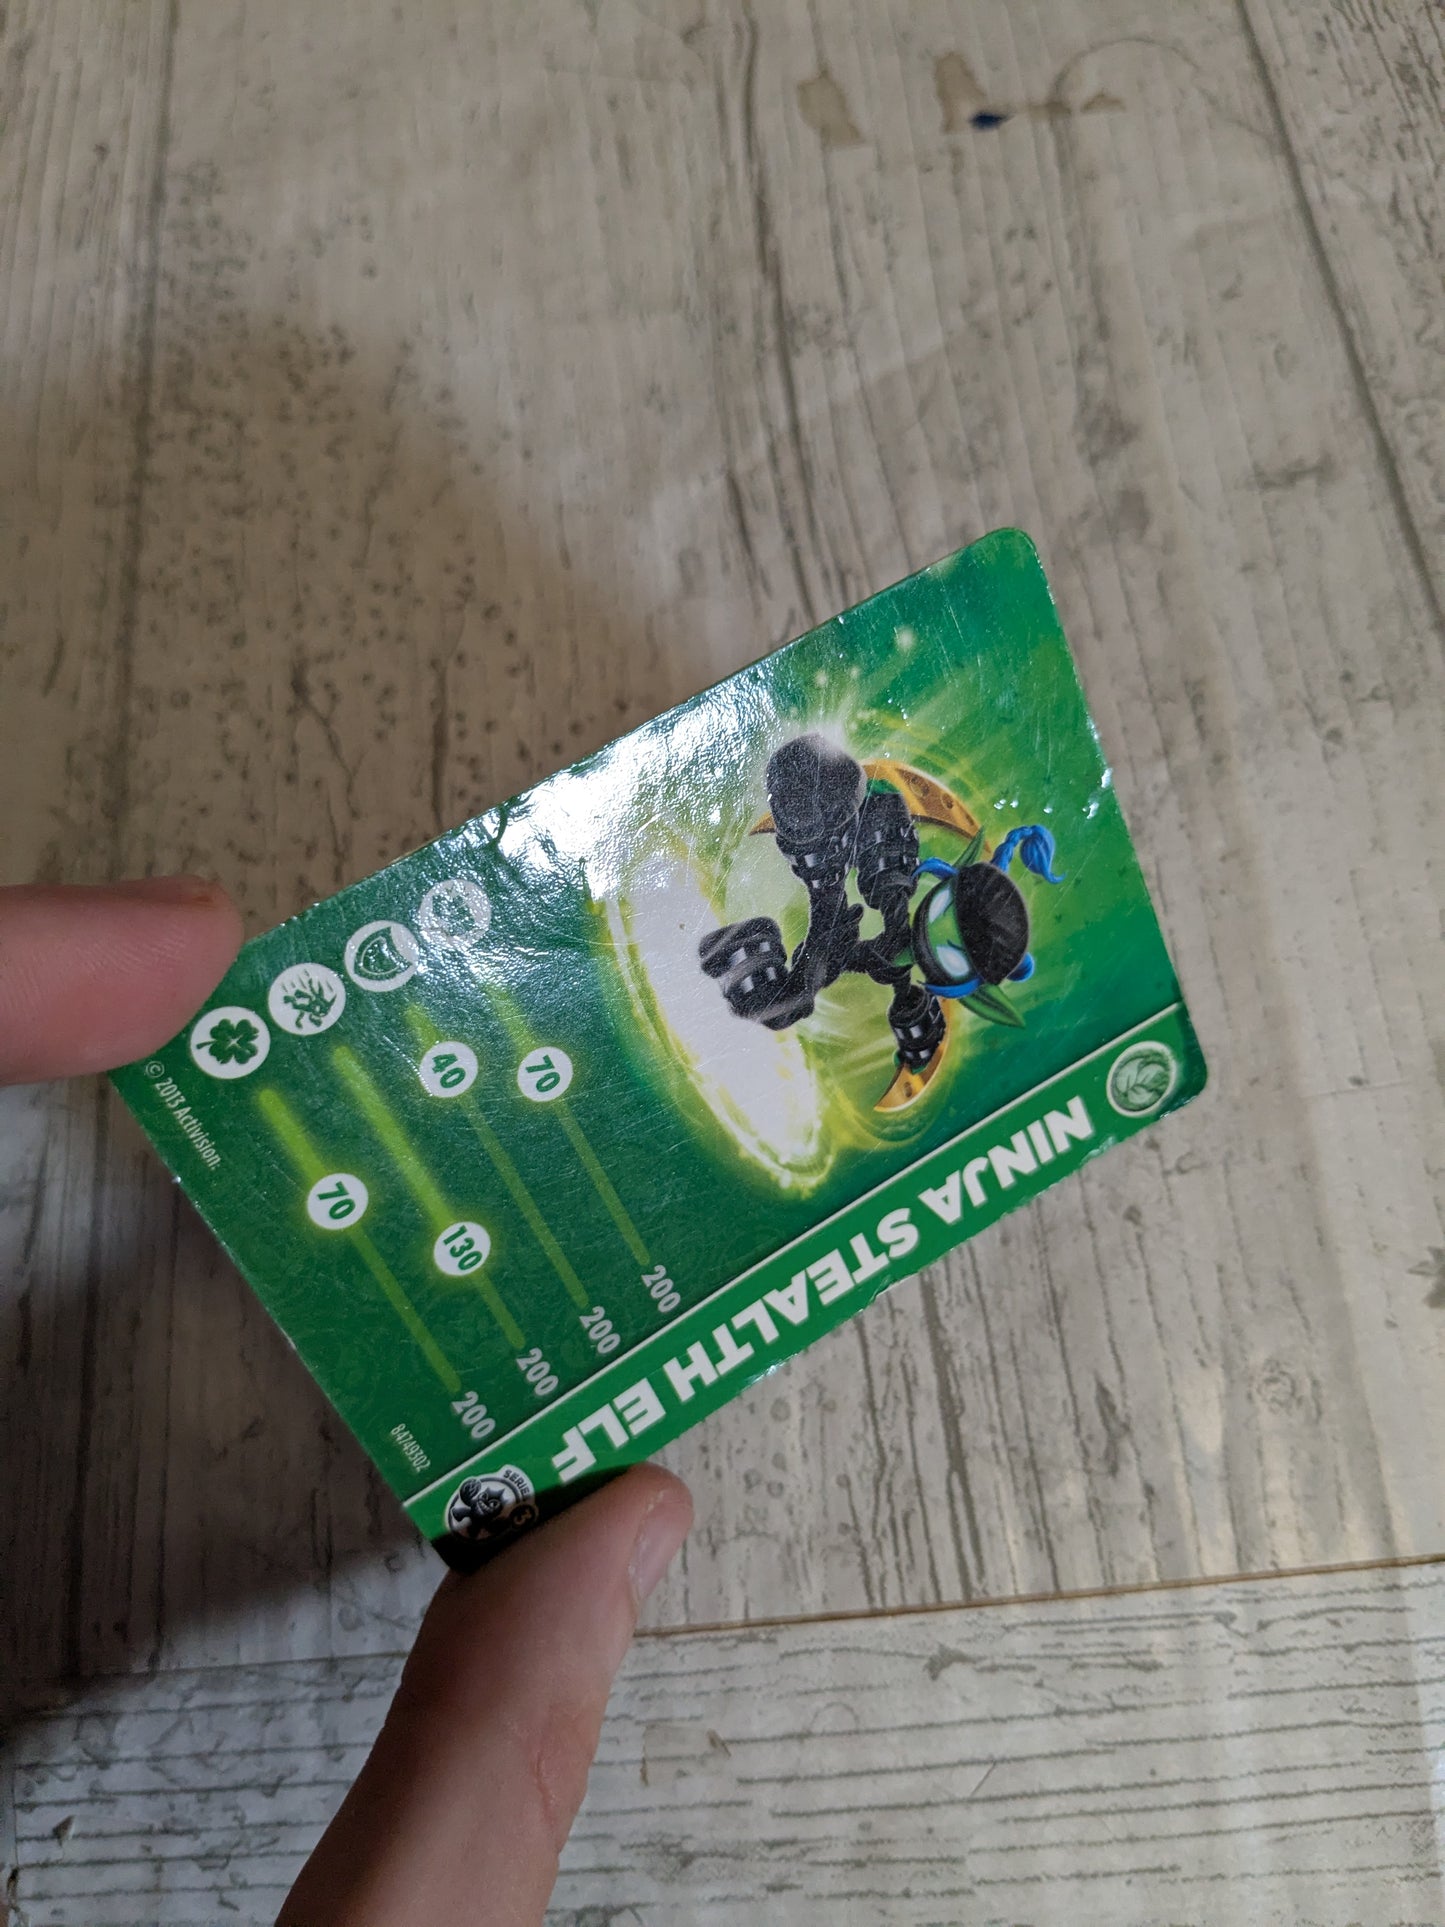 NINJA STEALTH ELF
SERIES 3
70 200
40 200
130 200
70 200
© 2013 Activision.
84749302